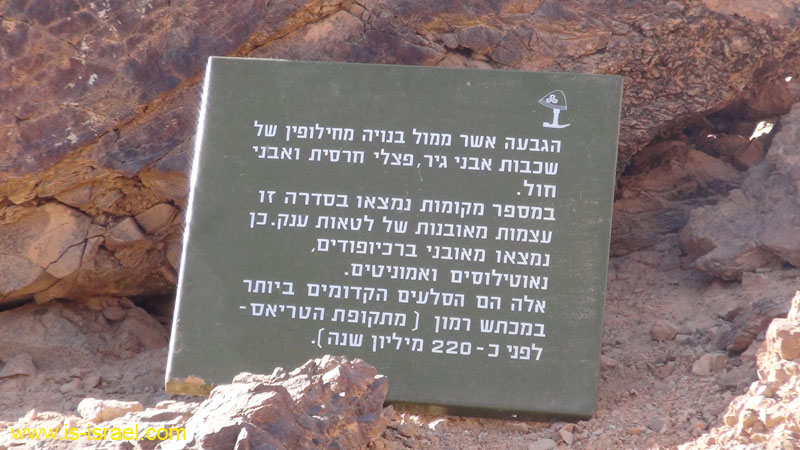 הגבעה אשר ממול בנויה מחילופין של
שכבות אבני גיר,פצלי חרסית ואבני
חול.
במספר מקומות נמצאו בסדרה זו
עצמות מאובנות של לטאות ענק.כן
נמצאו מאובני ברכיופודים,
נאוטילוסים ואמוניטים.
אלה הם הסלעים הקדומים ביותר
במכתש רמון (מתקופת הטריאס-
לפני כ-220 מיליון שנה).
www.is-israel.com